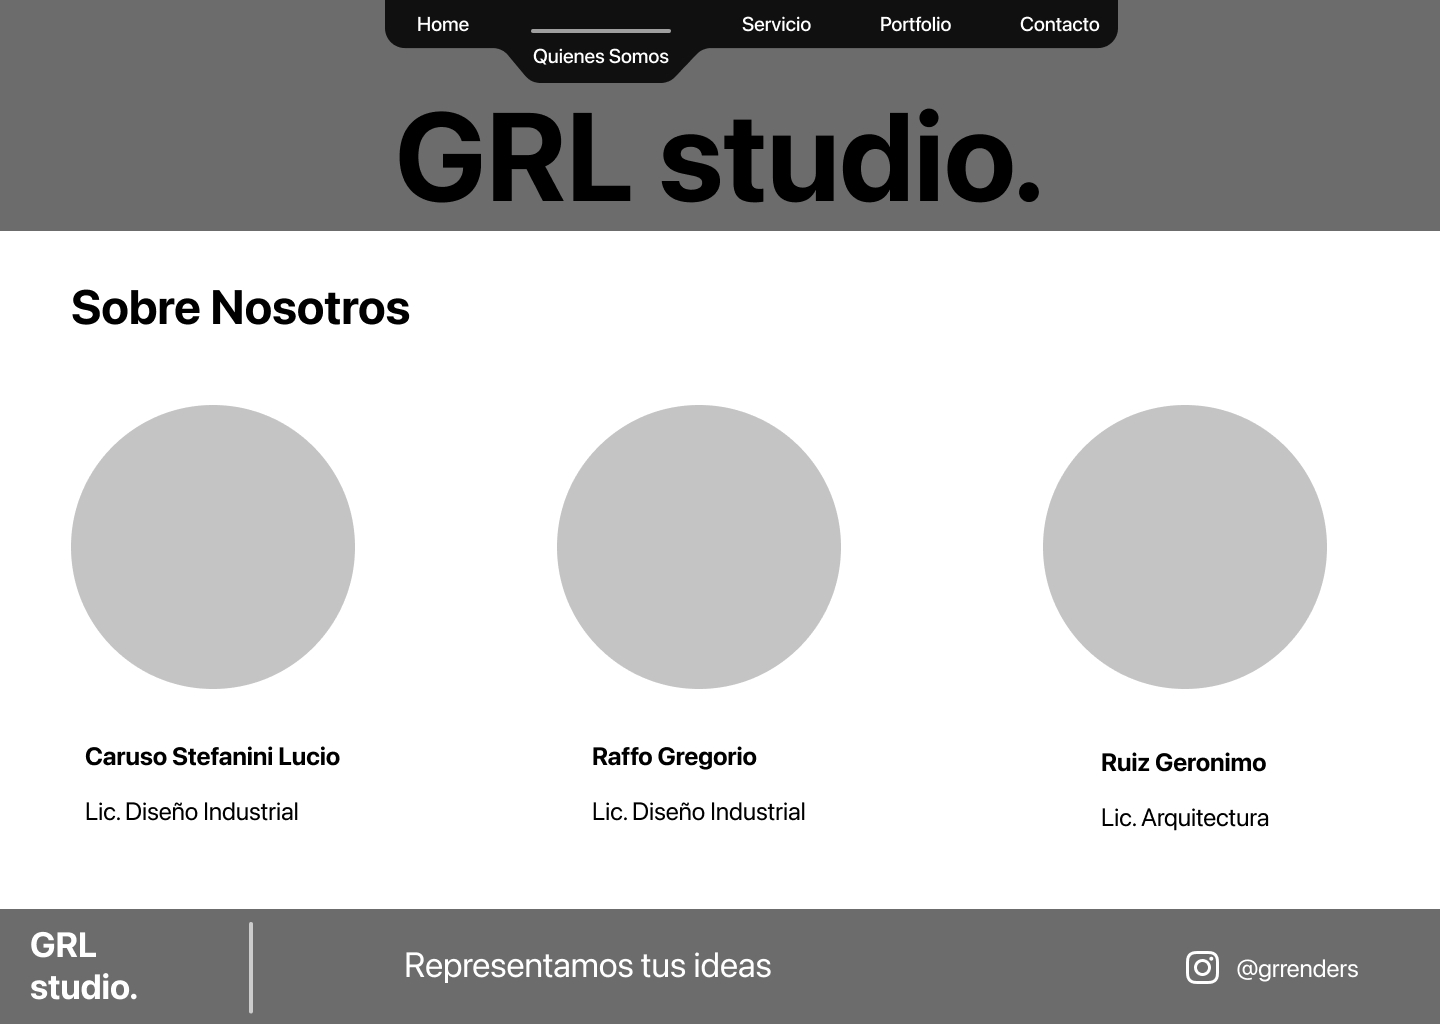 Home
Quienes Somos
Servicio
Portfolio
Contacto
GRL studio.
Sobre Nosotros
Caruso Stefanini Lucio
Lic. Diseño Industrial
Raffo Gregorio
Lic. Diseño Industrial
Ruiz Geronimo
Lic. Arquitectura
GRL
studio.
Representamos tus ideas
@grrenders